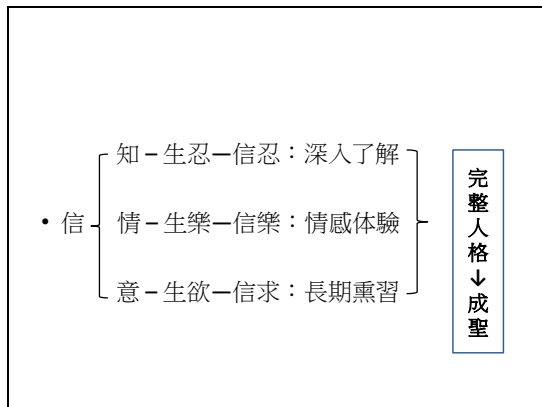 知－生忍—信忍：深入了解
• 信
情－生樂—信樂：情感体驗
意－生欲—信求：長期熏習
完整人格↓成聖